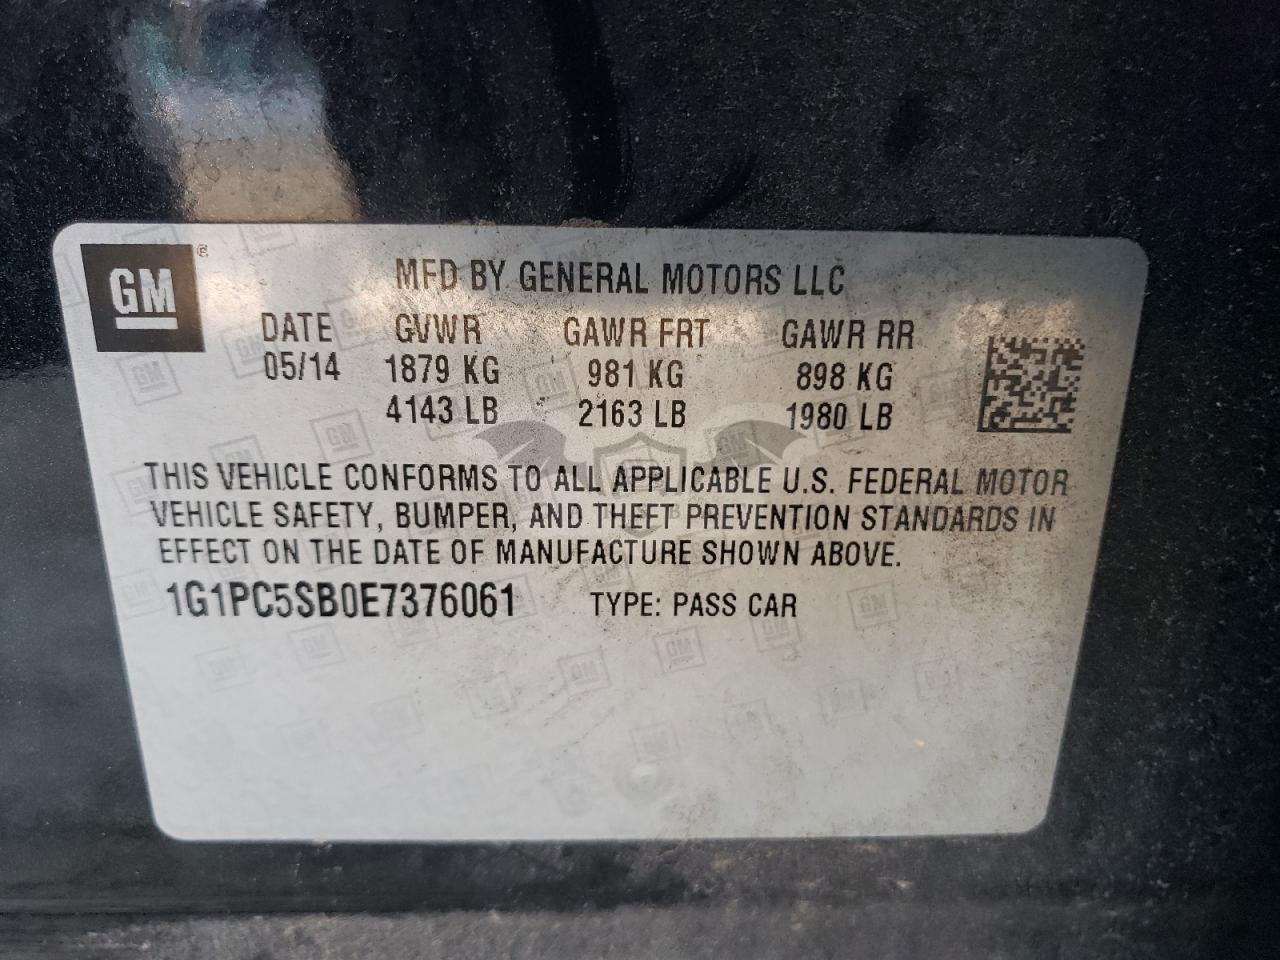 GM ®
MFD BY GENERAL MOTORS LLC
DATE GVWR GAWR FRT GAWR RR
05/14 1879 KG 981 KG 898 KG
4143 LB 2163 LB 1980 LB
THIS VEHICLE CONFORMS TO ALL APPLICABLE U.S. FEDERAL MOTOR
VEHICLE SAFETY, BUMPER, AND THEFT PREVENTION STANDARDS IN
EFFECT ON THE DATE OF MANUFACTURE SHOWN ABOVE.
1G1PC5SB0E7376061 TYPE: PASS CAR